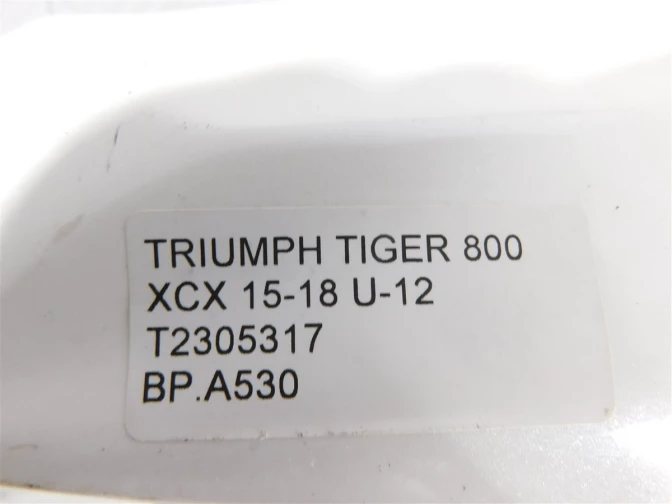 TRIUMPH TIGER 800
XCX 15-18 U-12
T2305317
BP.A530